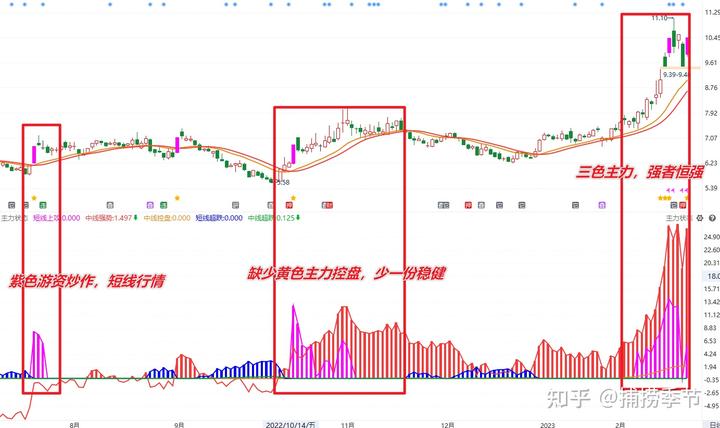 11.29
11.10
10.45
9.61
9.39-9.4
8.76
7.92
7.07
6.23
5.58
5.39
三色主力，强者恒强
主力状态 短线上攻:0.000 中线强势:1.497 中线控盘:0.000 短线超跌:0.000 中线超跌:0.125
主力状态
紫色游资炒作，短线行情
缺少黄色主力控盘，少一份稳健
24.90
22.60
20.31
18.0
15.71
13.42
11.12
8.83
6.53
4.24
1.94
-0.35
-2.65
-4.94
8月
9月
2022/10/14/五
11月
12月
2023
2月
日线
知乎 @捕捞季节